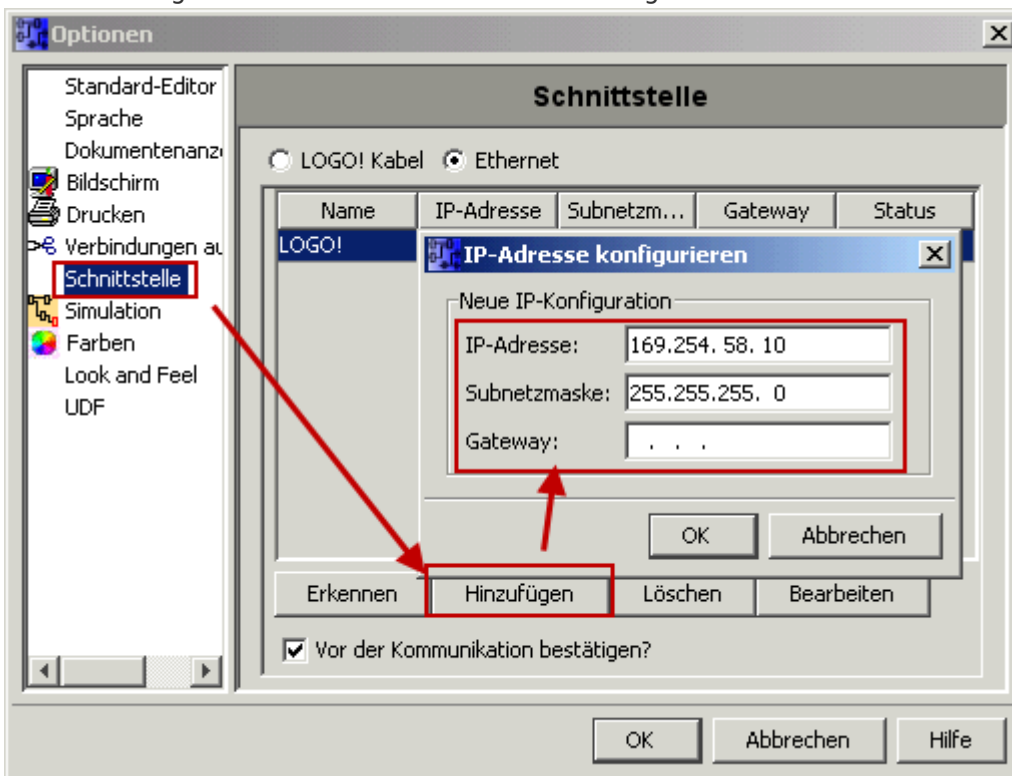 Optionen
Standard-Editor
Sprache
Dokumentenanz
Bildschirm
Drucken
Verbindungen au
Schnittstelle
Simulation
Farben
Look and Feel
UDF
Schnittstelle
LOGO! Kabel Ethernet
Name IP-Adresse Subnetzm... Gateway Status
LOGO!
IP-Adresse konfigurieren
Neue IP-Konfiguration
IP-Adresse: 169.254. 58. 10
Subnetzmaske: 255.255.255. 0
Gateway: . . .
OK Abbrechen
Erkennen Hinzufügen Löschen Bearbeiten
Vor der Kommunikation bestätigen?
OK Abbrechen Hilfe